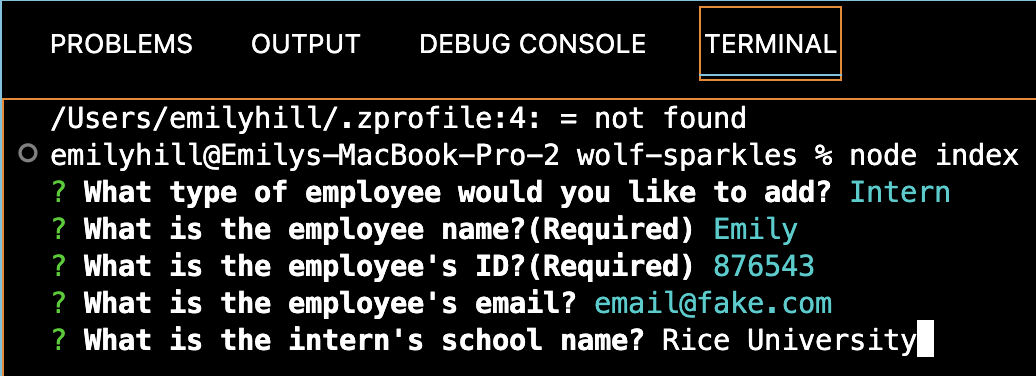 PROBLEMS OUTPUT DEBUG CONSOLE TERMINAL
/Users/emilyhill/.zprofile:4: = not found
emilyhill@Emilys-MacBook-Pro-2 wolf-sparkles % node index
? What type of employee would you like to add? Intern
? What is the employee name?(Required) Emily
? What is the employee's ID?(Required) 876543
? What is the employee's email? email@fake.com
? What is the intern's school name? Rice University